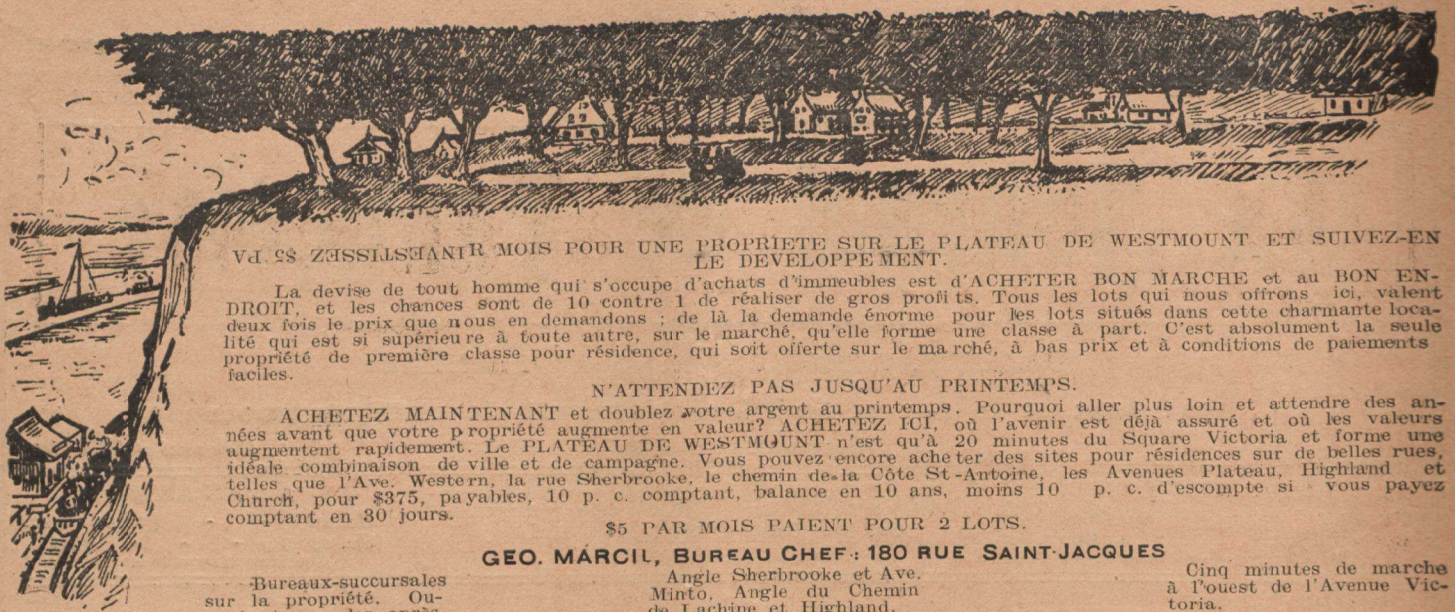 INVESTISSEZ $5 PAR MOIS POUR UNE PROPRIETE SUR LE PLATEAU DE WESTMOUNT ET SUIVEZ-EN
LE DEVELOPPEMENT.
La devise de tout homme qui s'occupe d'achats d'immeubles est d'ACHETER BON MARCHE et au BON EN-
DROIT, et les chances sont de 10 contre 1 de réaliser de gros profits. Tous les lots qui nous offrons ici, valent
deux fois le prix que nous en demandons ; de là la demande énorme pour les lots situés dans cette charmante loca-
lité qui est si supérieure à toute autre, sur le marché, qu'elle forme une classe à part. C'est absolument la seule
propriété de première classe pour résidence, qui soit offerte sur le marché, à bas prix et à conditions de paiements
faciles.
N'ATTENDEZ PAS JUSQU'AU PRINTEMPS.
ACHETEZ MAINTENANT et doublez votre argent au printemps. Pourquoi aller plus loin et attendre des an-
nées avant que votre propriété augmente en valeur? ACHETEZ ICI, où l'avenir est déjà assuré et où les valeurs
augmentent rapidement. Le PLATEAU DE WESTMOUNT n'est qu'à 20 minutes du Square Victoria et forme une
idéale combinaison de ville et de campagne. Vous pouvez encore acheter des sites pour résidences sur de belles rues,
telles que l'Ave. Western, la rue Sherbrooke, le chemin de la Côte St-Antoine, les Avenues Plateau, Highland et
Church, pour $375, payables, 10 p. c. comptant, balance en 10 ans, moins 10 p. c. d'escompte si vous payez
comptant en 30 jours.
$5 PAR MOIS PAIENT POUR 2 LOTS.
GEO. MARCIL, BUREAU CHEF : 180 RUE SAINT-JACQUES
Bureaux-succursales
sur la propriété. Ou-
Angle Sherbrooke et Ave.
Minto, Angle du Chemin
de Lachine et Highland.
Cinq minutes de marche
à l'ouest de l'Avenue Vic-
toria.